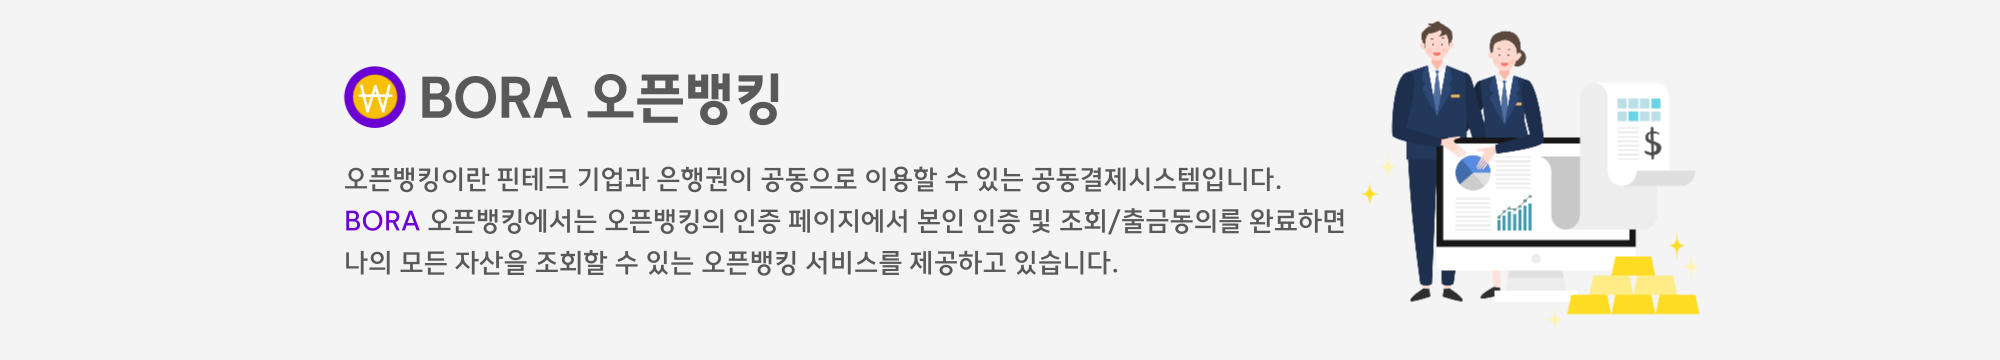 ₩ BORA 오픈뱅킹
오픈뱅킹이란 핀테크 기업과 은행권이 공동으로 이용할 수 있는 공동결제시스템입니다.
BORA 오픈뱅킹에서는 오픈뱅킹의 인증 페이지에서 본인 인증 및 조회/출금동의를 완료하면
나의 모든 자산을 조회할 수 있는 오픈뱅킹 서비스를 제공하고 있습니다.
$